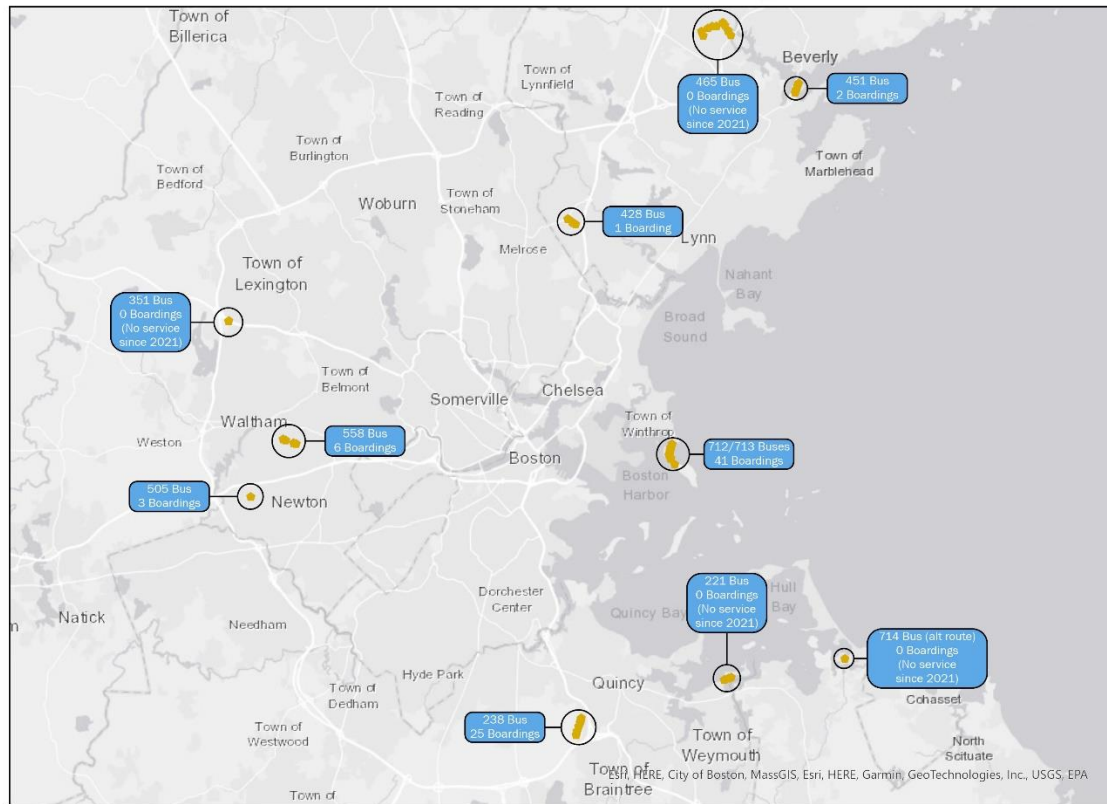 Town of
Billerica
Town of
Lynnfield
Beverly
465 Bus
0 Boardings
(No service
since 2021)
451 Bus
2 Boardings
Town of
Reading
Town of
Burlington
Town of
Marblehead
Town of
Bedford
Woburn
Town of
Stoneham
428 Bus
1 Boarding
Melrose
Lynn
Town of
Lexington
Nahant
Bay
351 Bus
0 Boardings
(No service
since 2021)
Broad
Sound
Town of
Belmont
Somerville
Chelsea
Waltham
Town of
Winthrop
Weston
558 Bus
6 Boardings
Boston
712/713 Buses
41 Boardings
Boston
Harbor
505 Bus
3 Boardings
Newton
Dorchester
Center
221 Bus
0 Boardings
(No service
since 2021)
Hull
Bay
Quincy Bay
Natick
Needham
714 Bus (alt route)
0 Boardings
(No service
since 2021)
Hyde Park
Quincy
Town of
Dedham
Cohasset
238 Bus
25 Boardings
Town of
Westwood
Town of
Weymouth
North
Scituate
Town of
Braintree
Esri, HERE, City of Boston, MassGIS, Esri, HERE, Garmin, GeoTechnologies, Inc., USGS, EPA
Town of